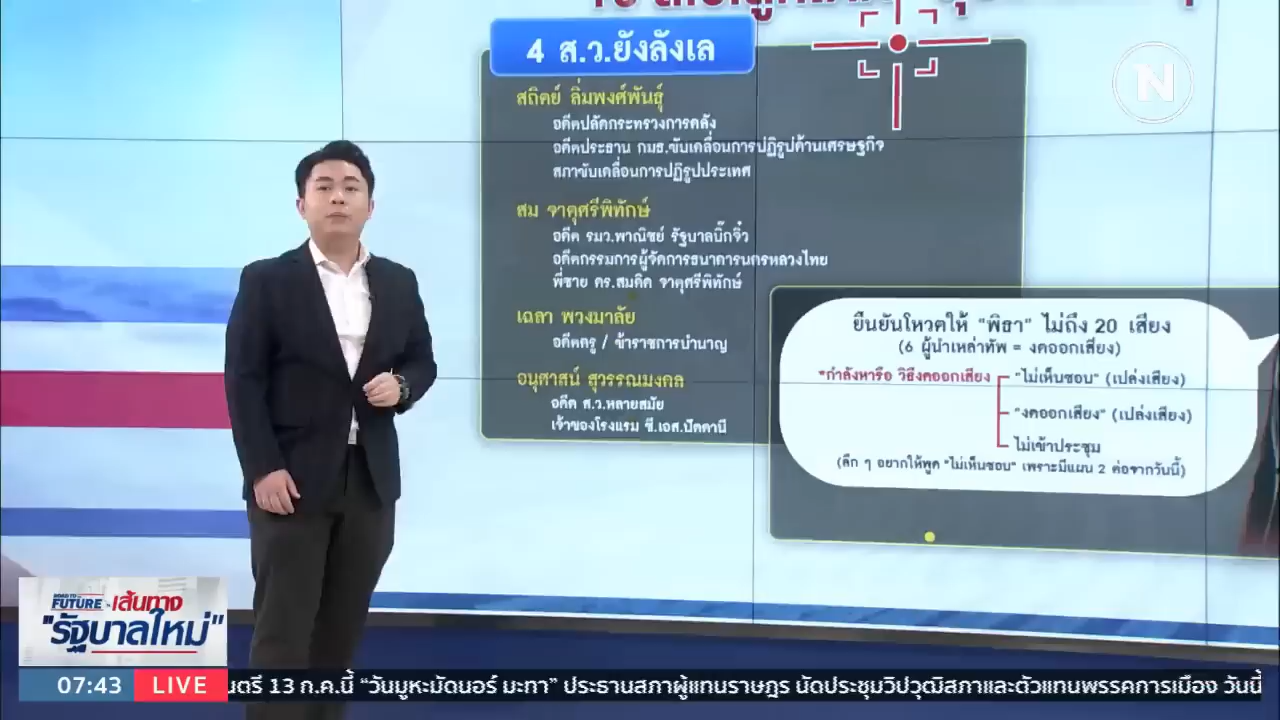 4 ส.ว.ยังลังเล
N
สถิตย์ ลิ่มพงศ์พันธุ์
อดีตปลัดกระทรวงการคลัง
อดีตประธาน กมธ.ขับเคลื่อนการปฏิรูปด้านเศรษฐกิจ
สภาขับเคลื่อนการปฏิรูปประเทศ
สม จาตุศรีพิทักษ์
อดีต รมว.พาณิชย์ รัฐบาลบิ๊กจิ๋ว
อดีตกรรมการผู้จัดการธนาคารนครหลวงไทย
พี่ชาย ดร.สมคิด จาตุศรีพิทักษ์
เฉลา พวงมาลัย
อดีตครู / ข้าราชการบำนาญ
อนุศาสน์ สุวรรณมงคล
อดีต ส.ว.หลายสมัย
เจ้าของโรงแรม ซี.เอส.ปัตตานี
ยืนยันโหวตให้ "พิธา" ไม่ถึง 20 เสียง
(6 ผู้นำเหล่าทัพ = งดออกเสียง)
*กำลังหารือ วิธีงดออกเสียง
"ไม่เห็นชอบ" (เปล่งเสียง)
"งดออกเสียง" (เปล่งเสียง)
ไม่เข้าประชุม
(ลึก ๆ อยากให้พูด "ไม่เห็นชอบ" เพราะมีแผน 2 ต่อจากวันนี้)
ROAD TO
FUTURE เส้นทาง
"รัฐบาลใหม่"
07:43 LIVE
นตรี 13 ก.ค.นี้ "วันมูหะมัดนอร์ มะทา" ประธานสภาผู้แทนราษฎร นัดประชุมวิปวุฒิสภาและตัวแทนพรรคการเมือง วันนี้